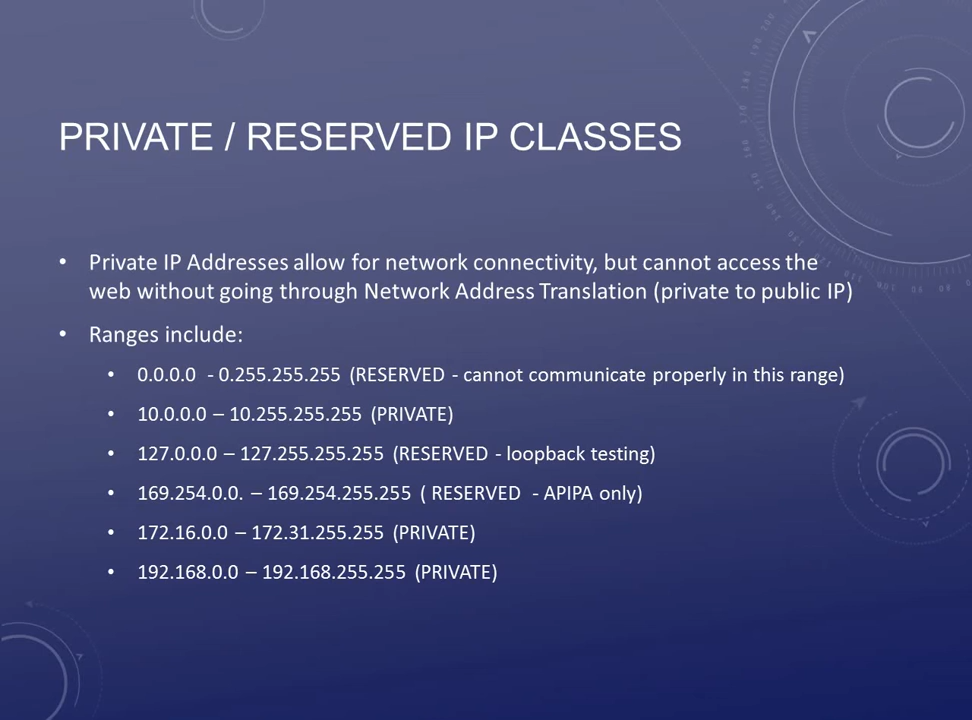 PRIVATE / RESERVED IP CLASSES
• Private IP Addresses allow for network connectivity, but cannot access the
web without going through Network Address Translation (private to public IP)
• Ranges include:
• 0.0.0.0 - 0.255.255.255 (RESERVED - cannot communicate properly in this range)
• 10.0.0.0 – 10.255.255.255 (PRIVATE)
• 127.0.0.0 – 127.255.255.255 (RESERVED - loopback testing)
• 169.254.0.0. – 169.254.255.255 ( RESERVED - APIPA only)
• 172.16.0.0 – 172.31.255.255 (PRIVATE)
• 192.168.0.0 – 192.168.255.255 (PRIVATE)